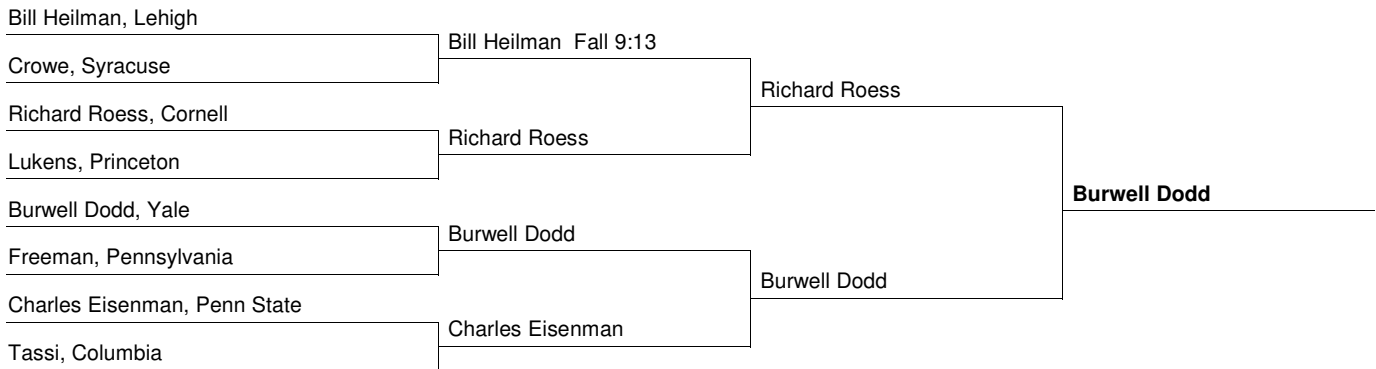 Bill Heilman, Lehigh
Bill Heilman  Fall 9:13
Crowe, Syracuse
Richard Roess
Richard Roess, Cornell
Richard Roess
Lukens, Princeton
Burwell Dodd
Burwell Dodd, Yale
Burwell Dodd
Freeman, Pennsylvania
Burwell Dodd
Charles Eisenman, Penn State
Charles Eisenman
Tassi, Columbia